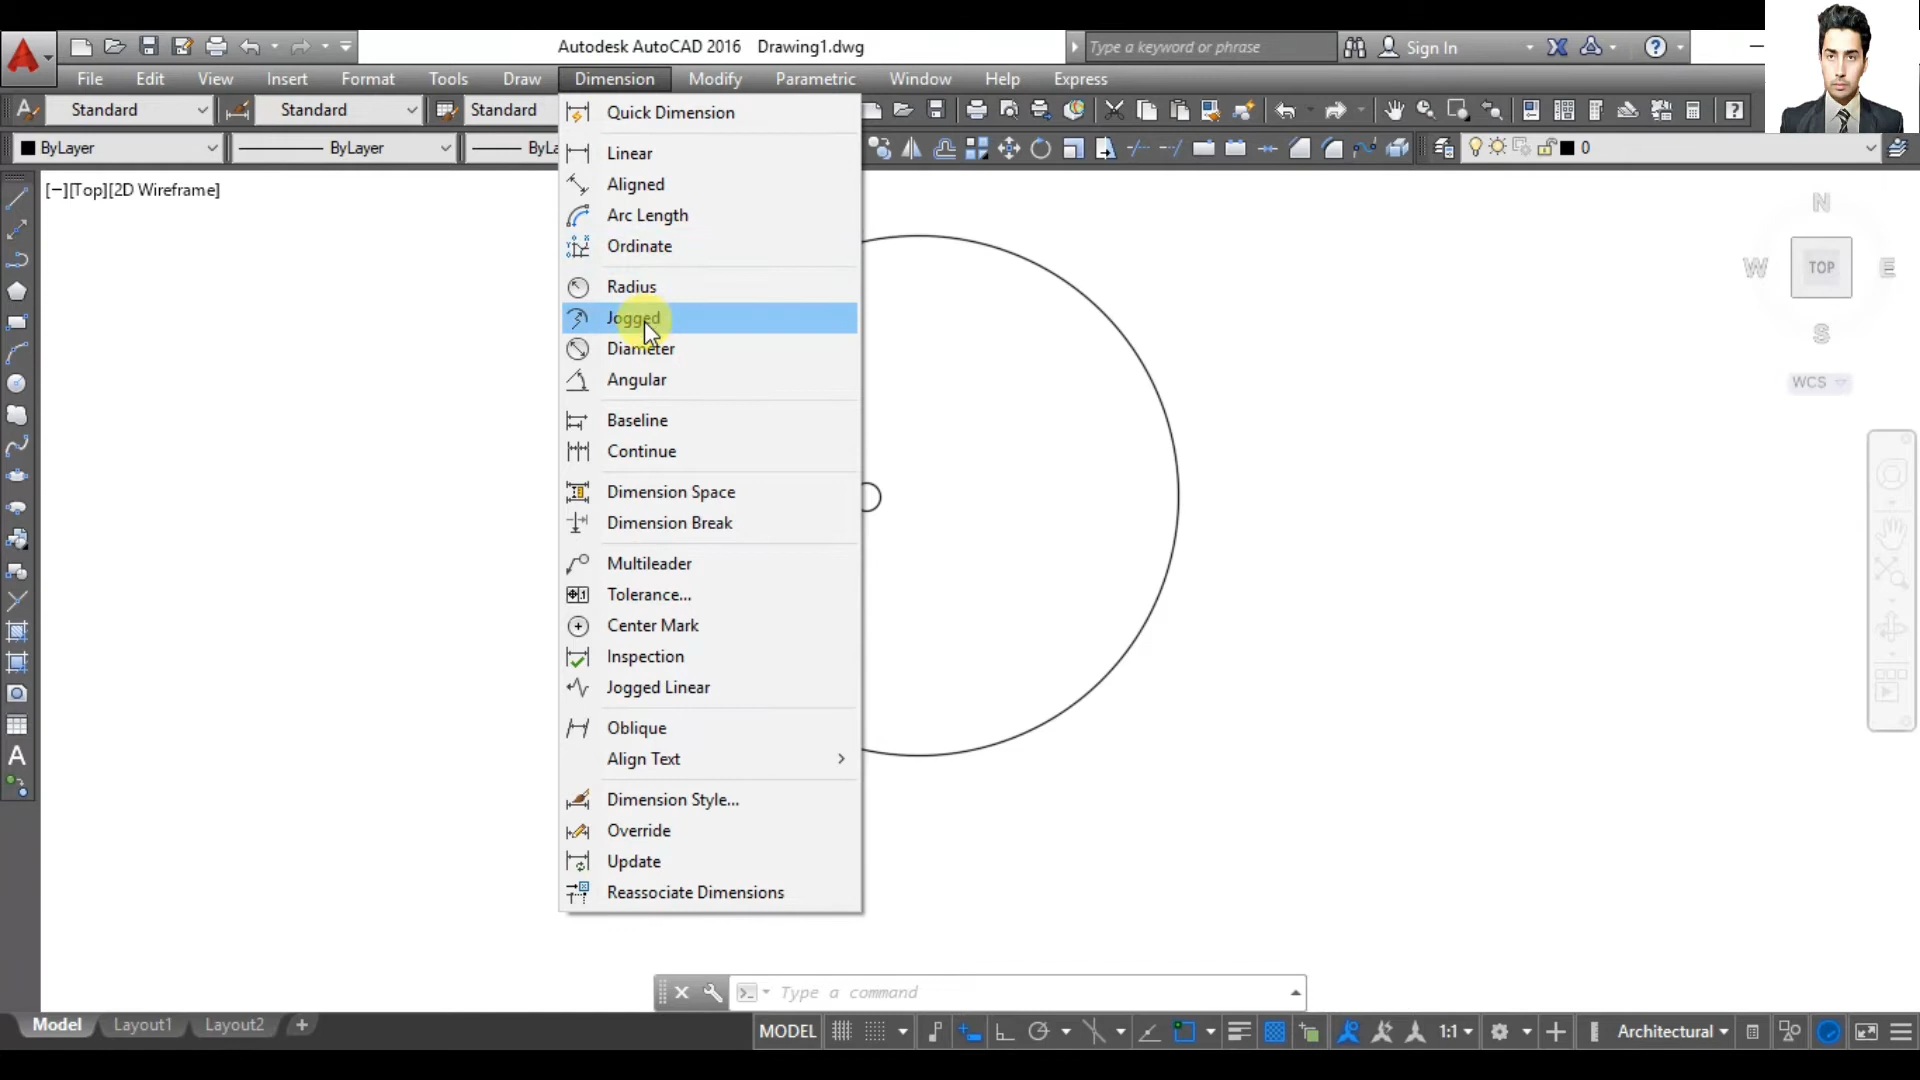 Autodesk AutoCAD 2016 Drawing1.dwg
Type a keyword or phrase
Sign In
File Edit View Insert Format Tools Draw Dimension Modify Parametric Window Help Express
Standard Standard Standard
ByLayer ByLayer ByLa 0
[−][Top][2D Wireframe]
Quick Dimension
Linear
Aligned
Arc Length
Ordinate
Radius
Jogged
Diameter
Angular
Baseline
Continue
Dimension Space
Dimension Break
Multileader
Tolerance...
Center Mark
Inspection
Jogged Linear
Oblique
Align Text
Dimension Style...
Override
Update
Reassociate Dimensions
N
W TOP E
S
WCS
A
Type a command
Model Layout1 Layout2 +
MODEL 1:1 Architectural